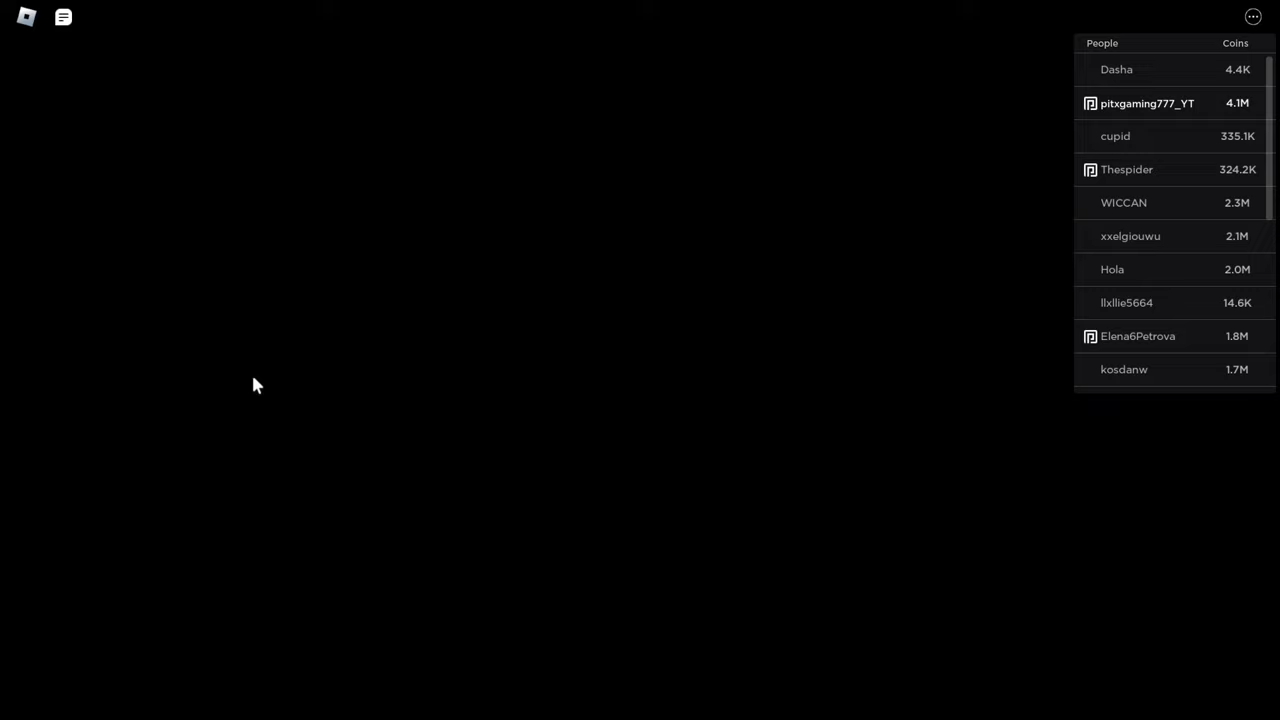 People Coins
Dasha 4.4K
pitxgaming777_YT 4.1M
cupid 335.1K
Thespider 324.2K
WICCAN 2.3M
xxelgiouwu 2.1M
Hola 2.0M
llxllie5664 14.6K
Elena6Petrova 1.8M
kosdanw 1.7M